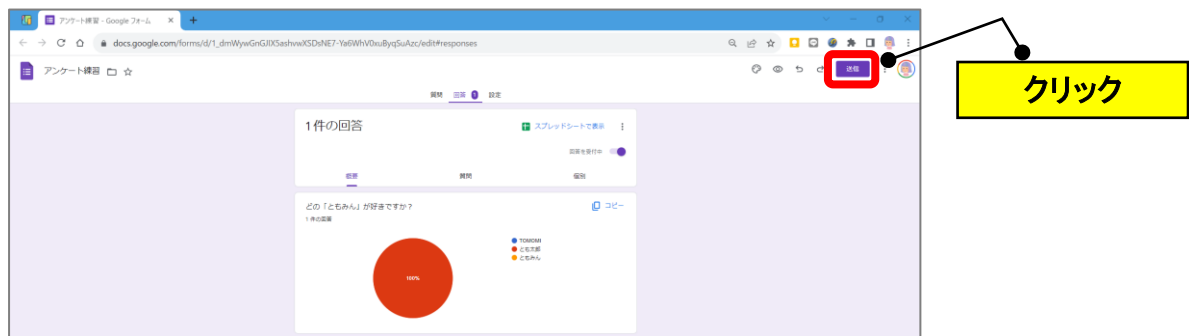 アンケート練習 - Google フォーム
docs.google.com/forms/d/1_dmWywGnGJIX5ashvwXSDsNE7-Ya6WhV0xuByqSuAzc/edit#responses
アンケート練習
送信
クリック
質問 回答 1 設定
1 件の回答
スプレッドシートで表示
回答を受付中
概要 質問 個別
どの「ともみん」が好きですか?
コピー
1 件の回答
TOMOMI
とも太郎
ともみん
100%